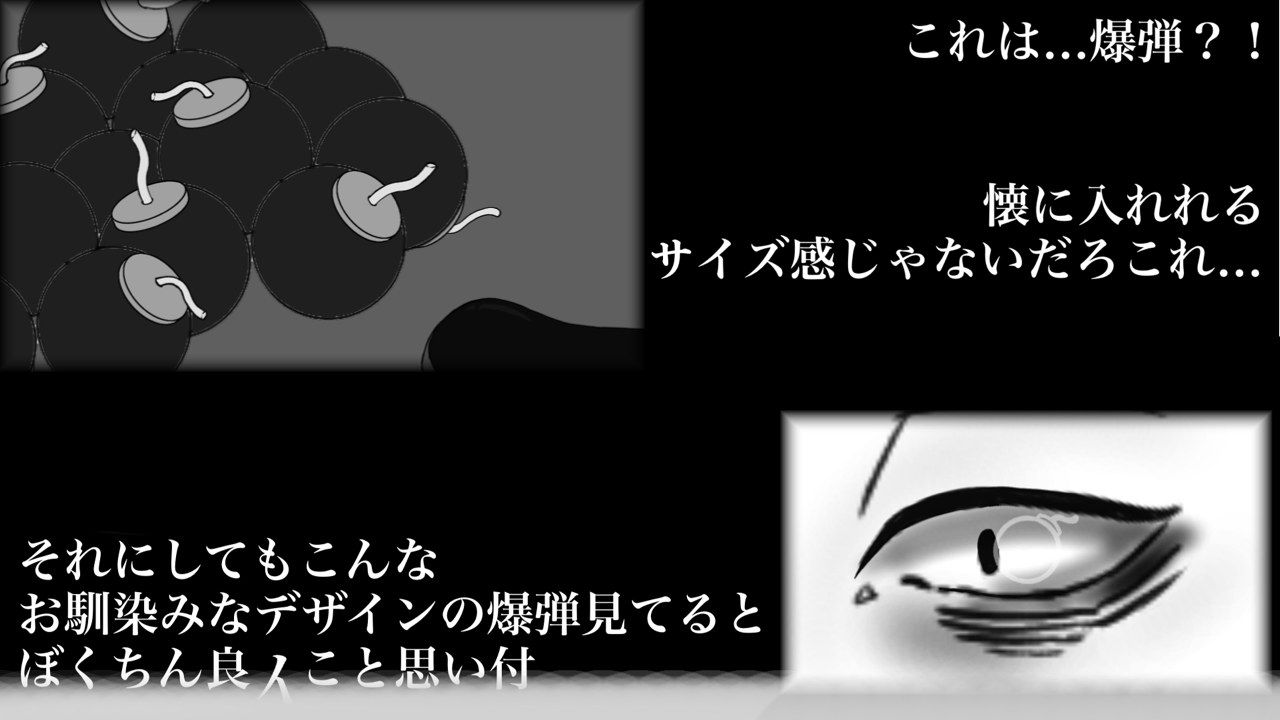 これは…爆弾？！
懐に入れれる
サイズ感じゃないだろこれ…
それにしてもこんな
お馴染みなデザインの爆弾見てると
ぼくちん良イこと思い付